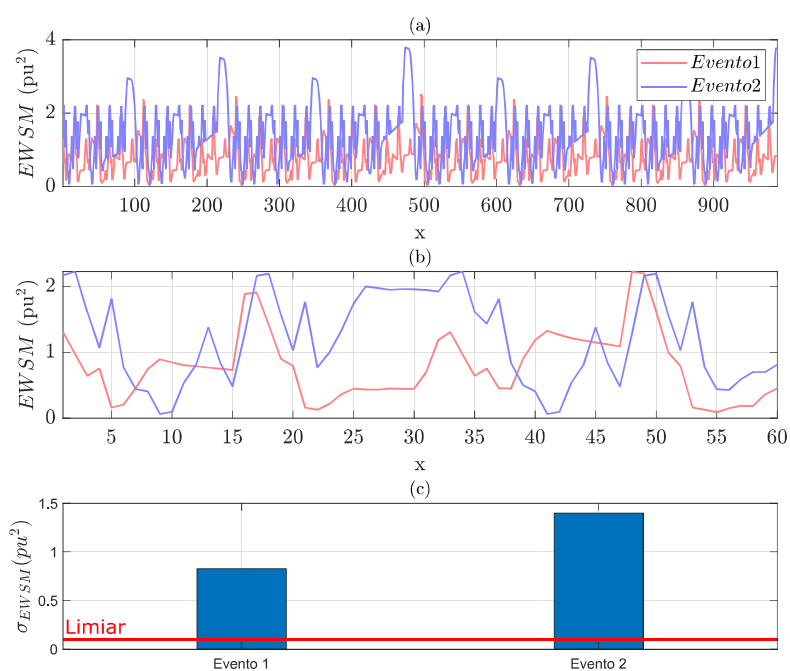 (a)
EWSM (pu²)
4
2
0
Evento1
Evento2
100 200 300 400 500 600 700 800 900
x
(b)
EWSM (pu²)
2
1
0
5 10 15 20 25 30 35 40 45 50 55 60
x
(c)
σEWSM(pu²)
1.5
1
0.5
0
Limiar
Evento 1 Evento 2